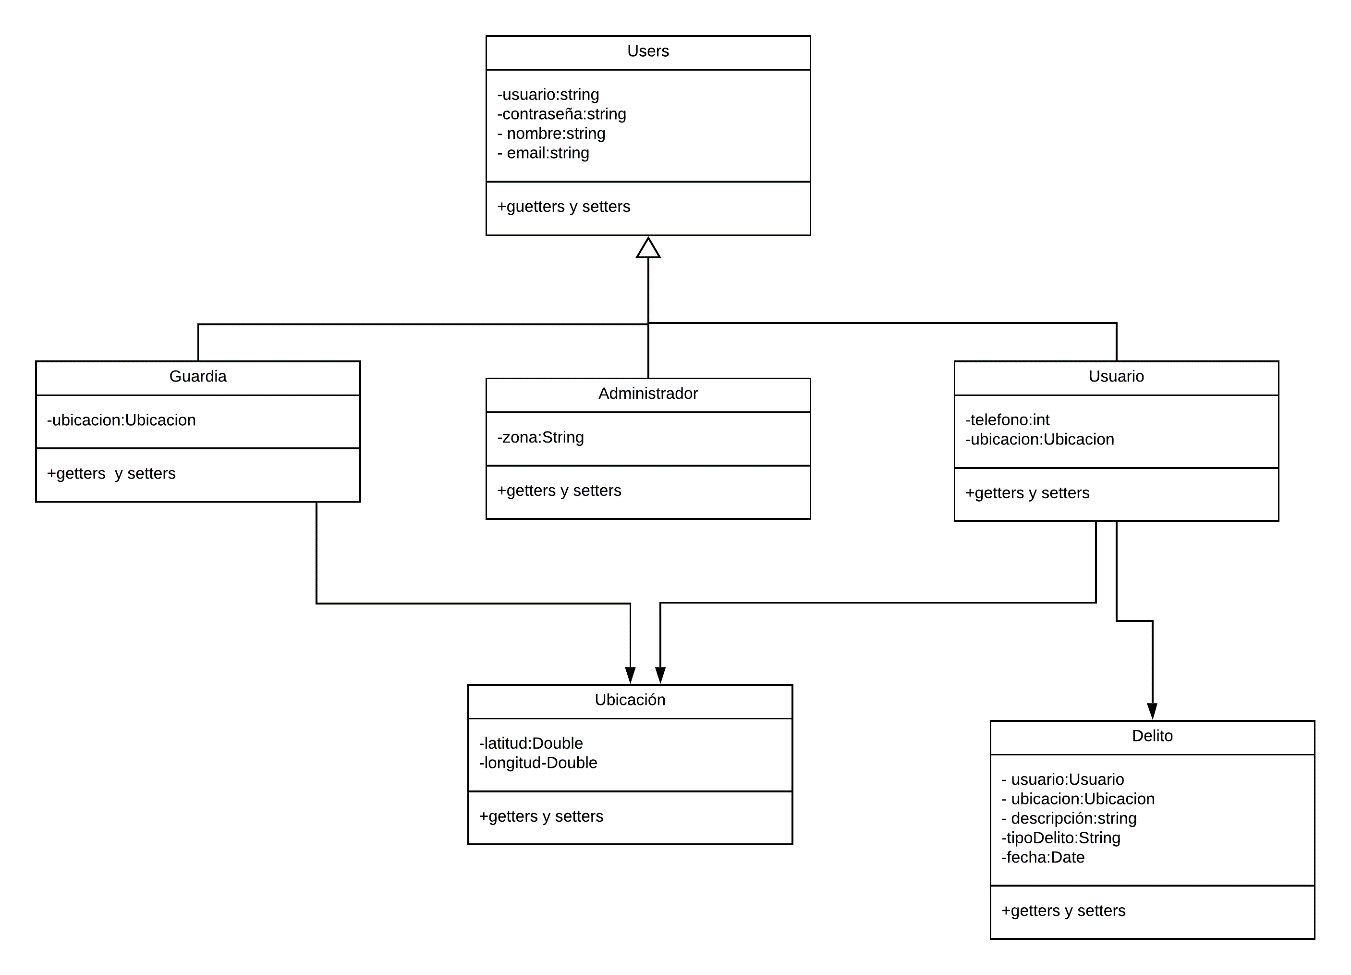 Users
-usuario:string
-contraseña:string
- nombre:string
- email:string
+guetters y setters
Guardia
-ubicacion:Ubicacion
+getters  y setters
Administrador
-zona:String
+getters y setters
Usuario
-telefono:int
-ubicacion:Ubicacion
+getters y setters
Ubicación
-latitud:Double
-longitud-Double
+getters y setters
Delito
- usuario:Usuario
- ubicacion:Ubicacion
- descripción:string
-tipoDelito:String
-fecha:Date
+getters y setters